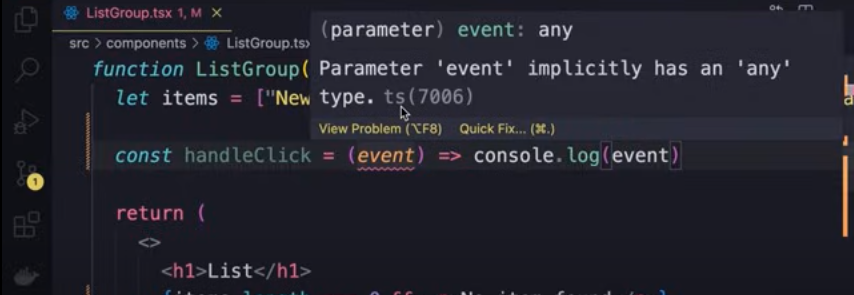 ListGroup.tsx 1, M ×
(parameter) event: any
src > components > ListGroup.tsx
Parameter 'event' implicitly has an 'any'
type. ts(7006)
View Problem (⌥F8) Quick Fix... (⌘.)
function ListGroup(
let items = ["New
const handleClick = (event) => console.log(event)
return (
<>
<h1>List</h1>
1